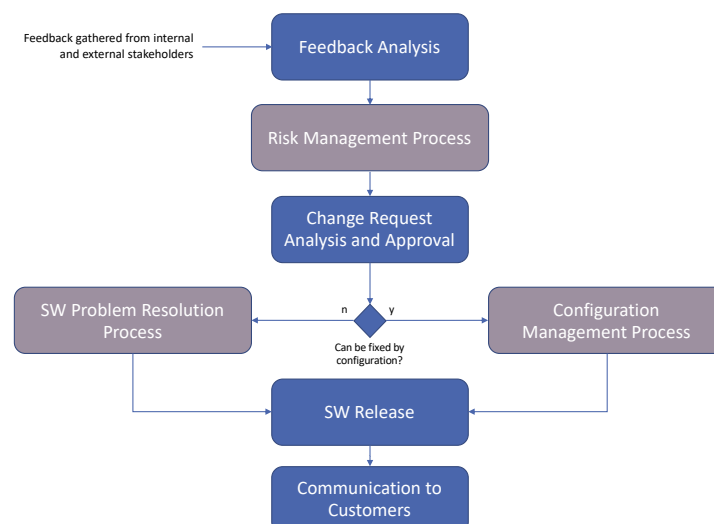 Feedback gathered from internal
and external stakeholders
Feedback Analysis
Risk Management Process
Change Request
Analysis and Approval
n
y
SW Problem Resolution
Process
Configuration
Management Process
Can be fixed by
configuration?
SW Release
Communication to
Customers